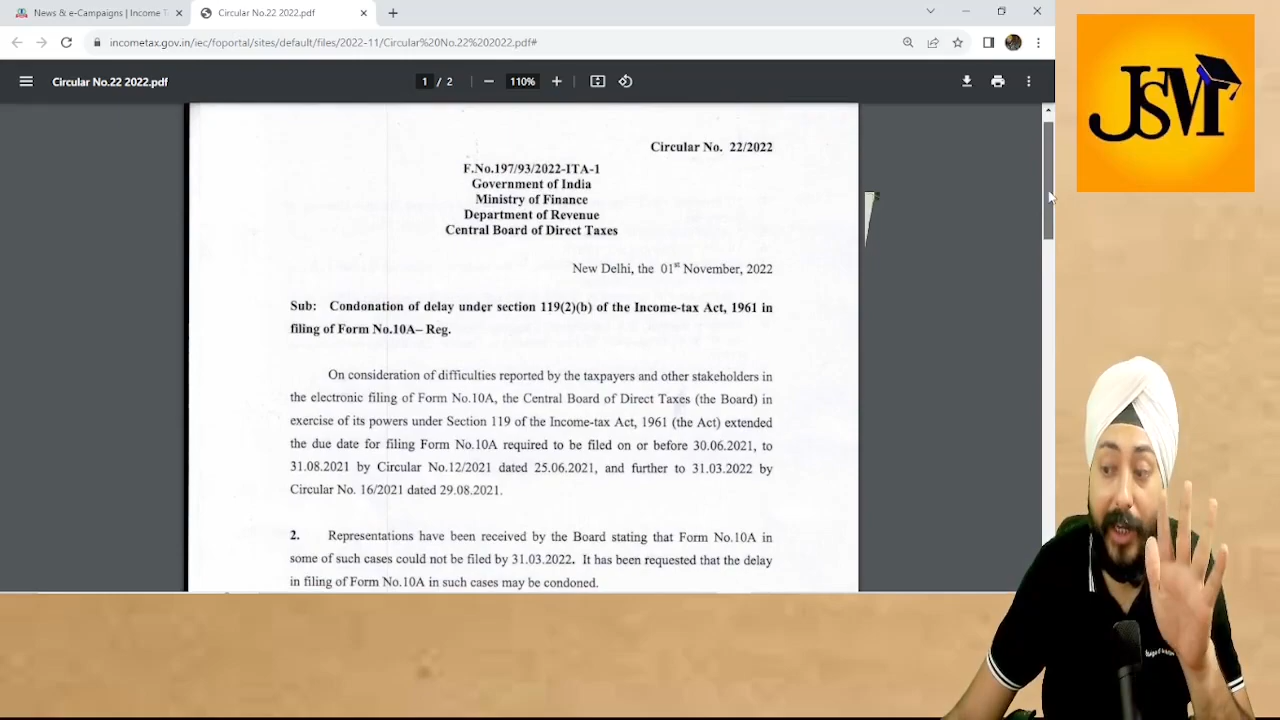 News & e-Campaigns | Income T
Circular No.22 2022.pdf
incometax.gov.in/iec/foportal/sites/default/files/2022-11/Circular%20No.22%202022.pdf#
Circular No.22 2022.pdf
1 / 2
110%
JSM
Circular No. 22/2022
F.No.197/93/2022-ITA-1
Government of India
Ministry of Finance
Department of Revenue
Central Board of Direct Taxes
New Delhi, the 01st November, 2022
Sub: Condonation of delay under section 119(2)(b) of the Income-tax Act, 1961 in
filing of Form No.10A– Reg.
On consideration of difficulties reported by the taxpayers and other stakeholders in
the electronic filing of Form No.10A, the Central Board of Direct Taxes (the Board) in
exercise of its powers under Section 119 of the Income-tax Act, 1961 (the Act) extended
the due date for filing Form No.10A required to be filed on or before 30.06.2021, to
31.08.2021 by Circular No.12/2021 dated 25.06.2021, and further to 31.03.2022 by
Circular No. 16/2021 dated 29.08.2021.
2. Representations have been received by the Board stating that Form No.10A in
some of such cases could not be filed by 31.03.2022. It has been requested that the delay
in filing of Form No.10A in such cases may be condoned.